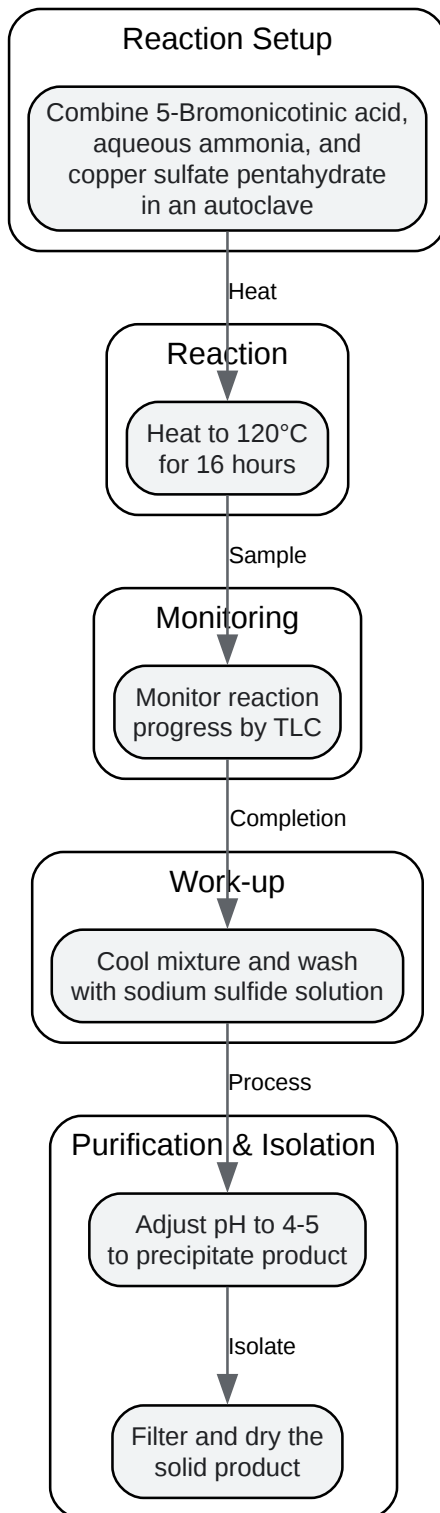 Reaction Setup
Combine 5-Bromonicotinic acid,
aqueous ammonia, and
copper sulfate pentahydrate
in an autoclave
Heat
Reaction
Heat to 120°C
for 16 hours
Sample
Monitoring
Monitor reaction
progress by TLC
Completion
Work-up
Cool mixture and wash
with sodium sulfide solution
Process
Purification & Isolation
Adjust pH to 4-5
to precipitate product
Isolate
Filter and dry the
solid product